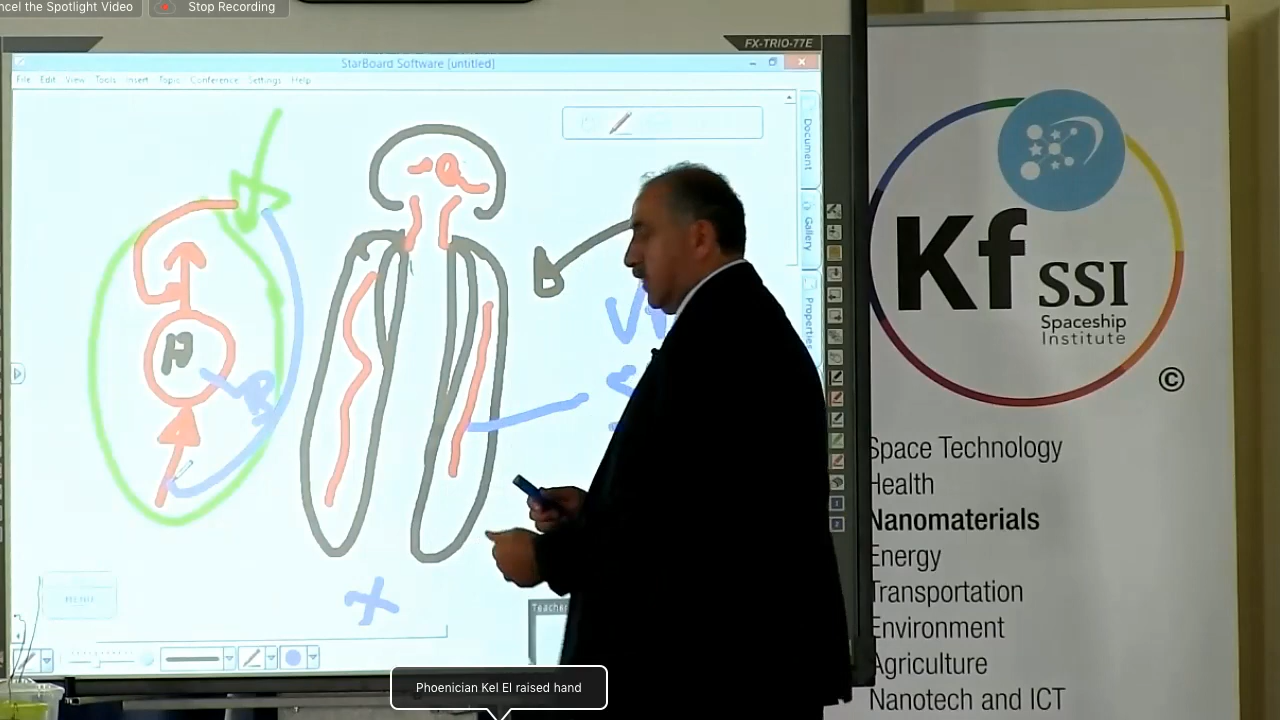 ncel the Spotlight Video
Stop Recording
FX-TRIO-77E
StarBoard Software [untitled]
File Edit View Tools Insert Topic Conference Settings Help
Document
Gallery
Properties
H
B
V
S
Kf SSI
Spaceship
Institute
©
Space Technology
Health
Nanomaterials
Energy
Transportation
Environment
Agriculture
Nanotech and ICT
MENU
Teacher
Phoenician Kel El raised hand